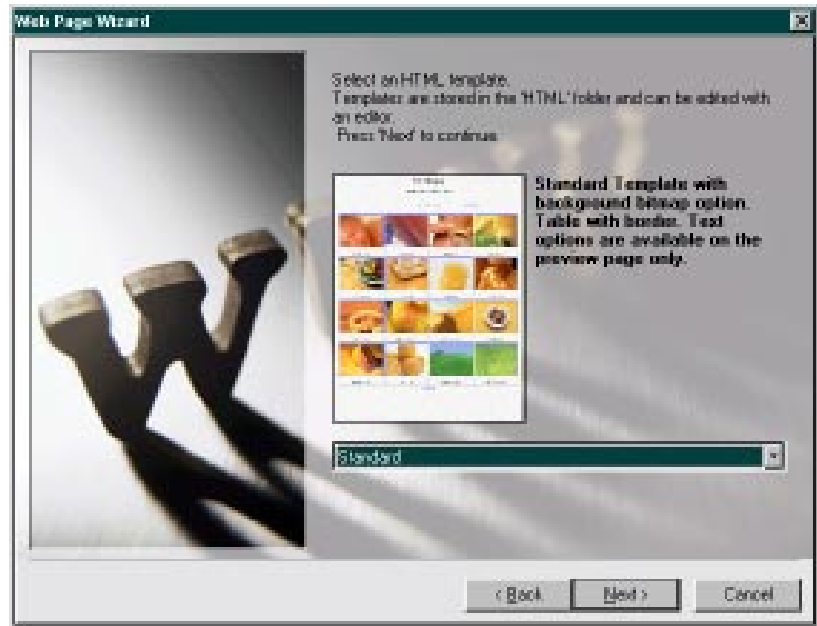 Web Page Wizard
Select an HTML template.
Templates are stored in the 'HTML' folder and can be edited with
an editor.
Press 'Next' to continue
Standard Template with
background bitmap option.
Table with border. Text
options are available on the
preview page only.
Standard
< Back
Next >
Cancel